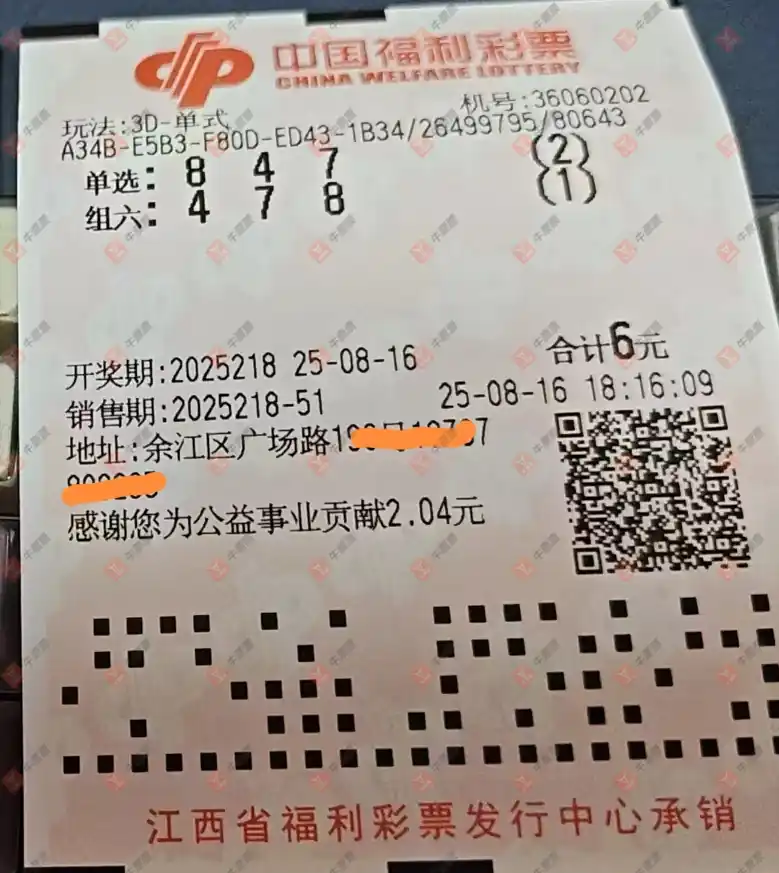 中国福利彩票
CHINA WELFARE LOTTERY
机号:36060202
玩法:3D-单式
A34B-E5B3-F80D-ED43-1B34/26499795/80643
单选: 8 4 7 (2)
组六: 4 7 8 (1)
合计6元
开奖期:2025218 25-08-16
销售期:2025218-51 25-08-16 18:16:09
地址:余江区广场路19
感谢您为公益事业贡献2.04元
江西省福利彩票发行中心承销